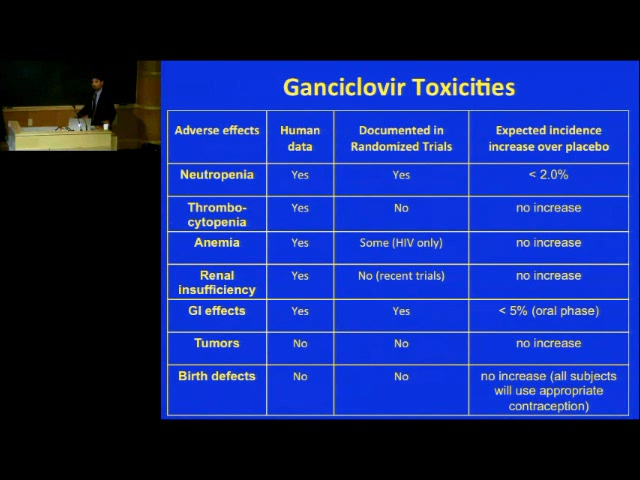 Ganciclovir Toxicities
Adverse effects Human data Documented in Randomized Trials Expected incidence increase over placebo
Neutropenia Yes Yes < 2.0%
Thrombo-cytopenia Yes No no increase
Anemia Yes Some (HIV only) no increase
Renal insufficiency Yes No (recent trials) no increase
GI effects Yes Yes < 5% (oral phase)
Tumors No No no increase
Birth defects No No no increase (all subjects will use appropriate contraception)